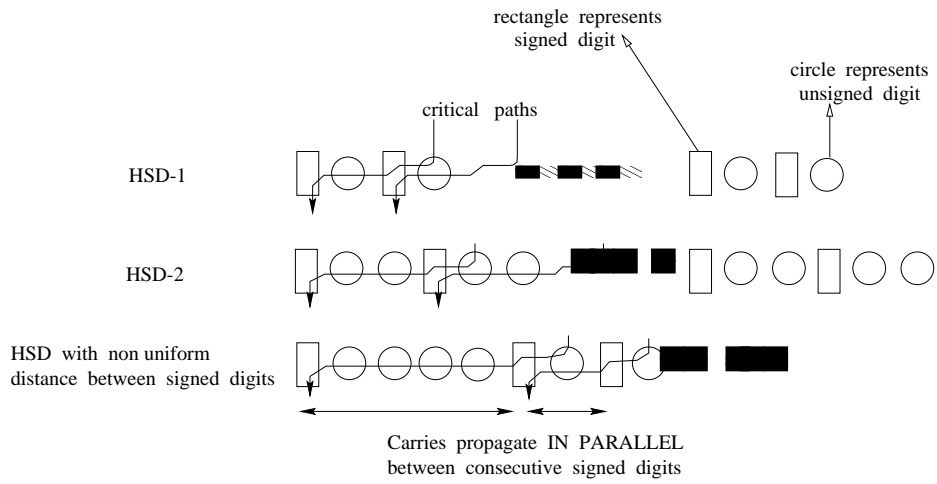 rectangle represents
signed digit
circle represents
unsigned digit
critical paths
HSD-1
HSD-2
HSD with non uniform
distance between signed digits
Carries propagate IN PARALLEL
between consecutive signed digits